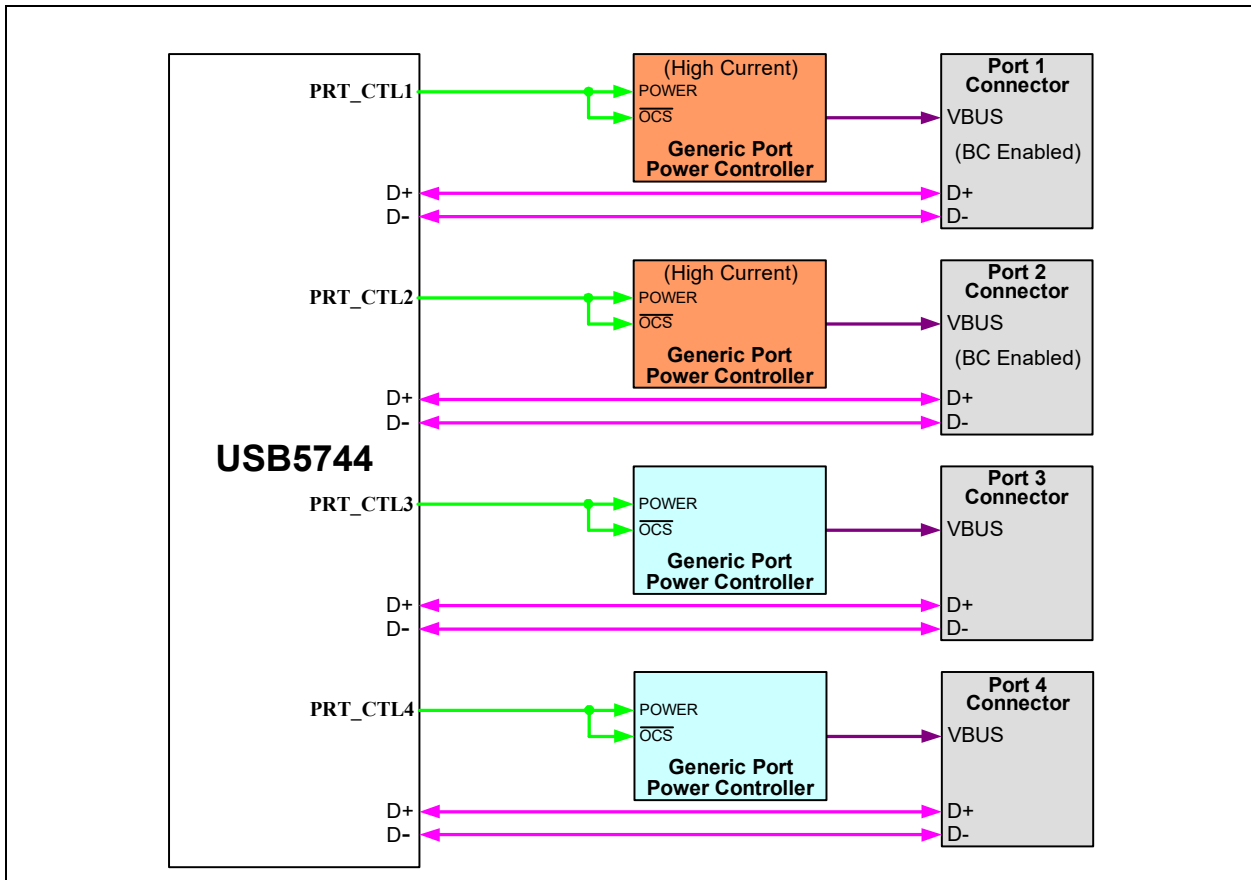 USB5744
PRT_CTL1
D+
D-
(High Current)
POWER
OCS
Generic Port
Power Controller
Port 1
Connector
VBUS
(BC Enabled)
D+
D-
PRT_CTL2
D+
D-
(High Current)
POWER
OCS
Generic Port
Power Controller
Port 2
Connector
VBUS
(BC Enabled)
D+
D-
PRT_CTL3
D+
D-
POWER
OCS
Generic Port
Power Controller
Port 3
Connector
VBUS
D+
D-
PRT_CTL4
D+
D-
POWER
OCS
Generic Port
Power Controller
Port 4
Connector
VBUS
D+
D-